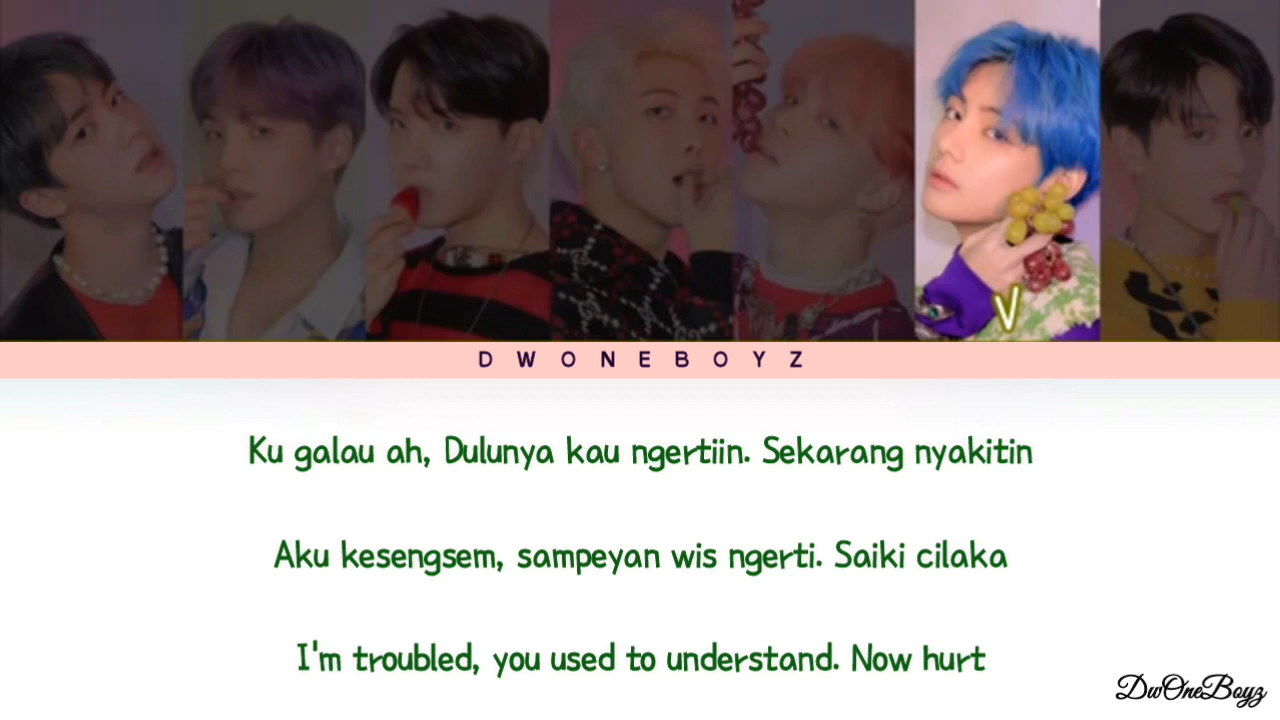 V
DWONEBOYZ
Ku galau ah, Dulunya kau ngertiin. Sekarang nyakitin
Aku kesengsem, sampeyan wis ngerti. Saiki cilaka
I'm troubled, you used to understand. Now hurt
DwOneBoyz